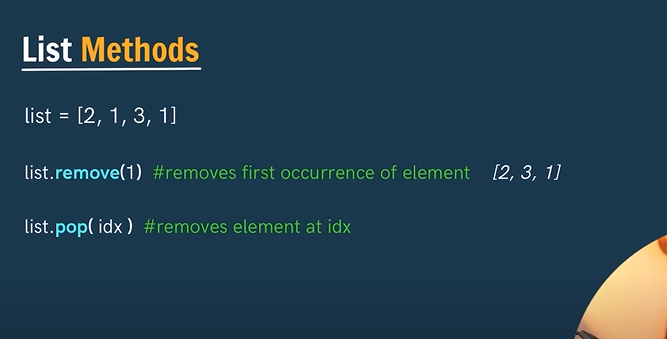 List Methods
list = [2, 1, 3, 1]
list.remove(1) #removes first occurrence of element [2, 3, 1]
list.pop( idx ) #removes element at idx